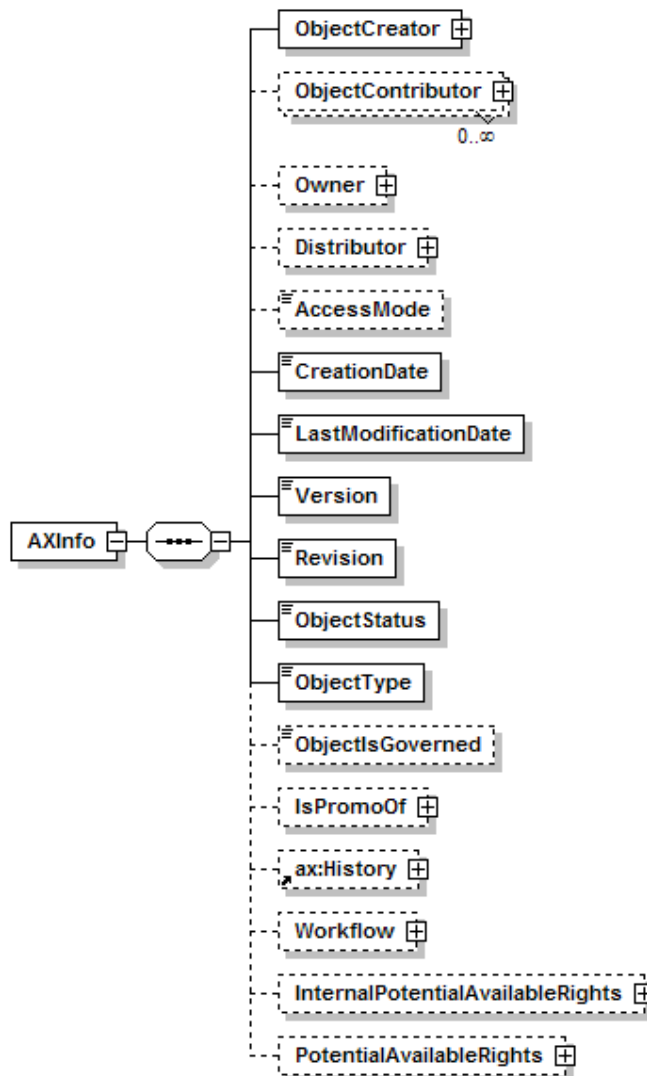 ObjectCreator
ObjectContributor
0..∞
Owner
Distributor
AccessMode
CreationDate
LastModificationDate
Version
AXInfo
Revision
ObjectStatus
ObjectType
ObjectIsGoverned
IsPromoOf
ax:History
Workflow
InternalPotentialAvailableRights
PotentialAvailableRights